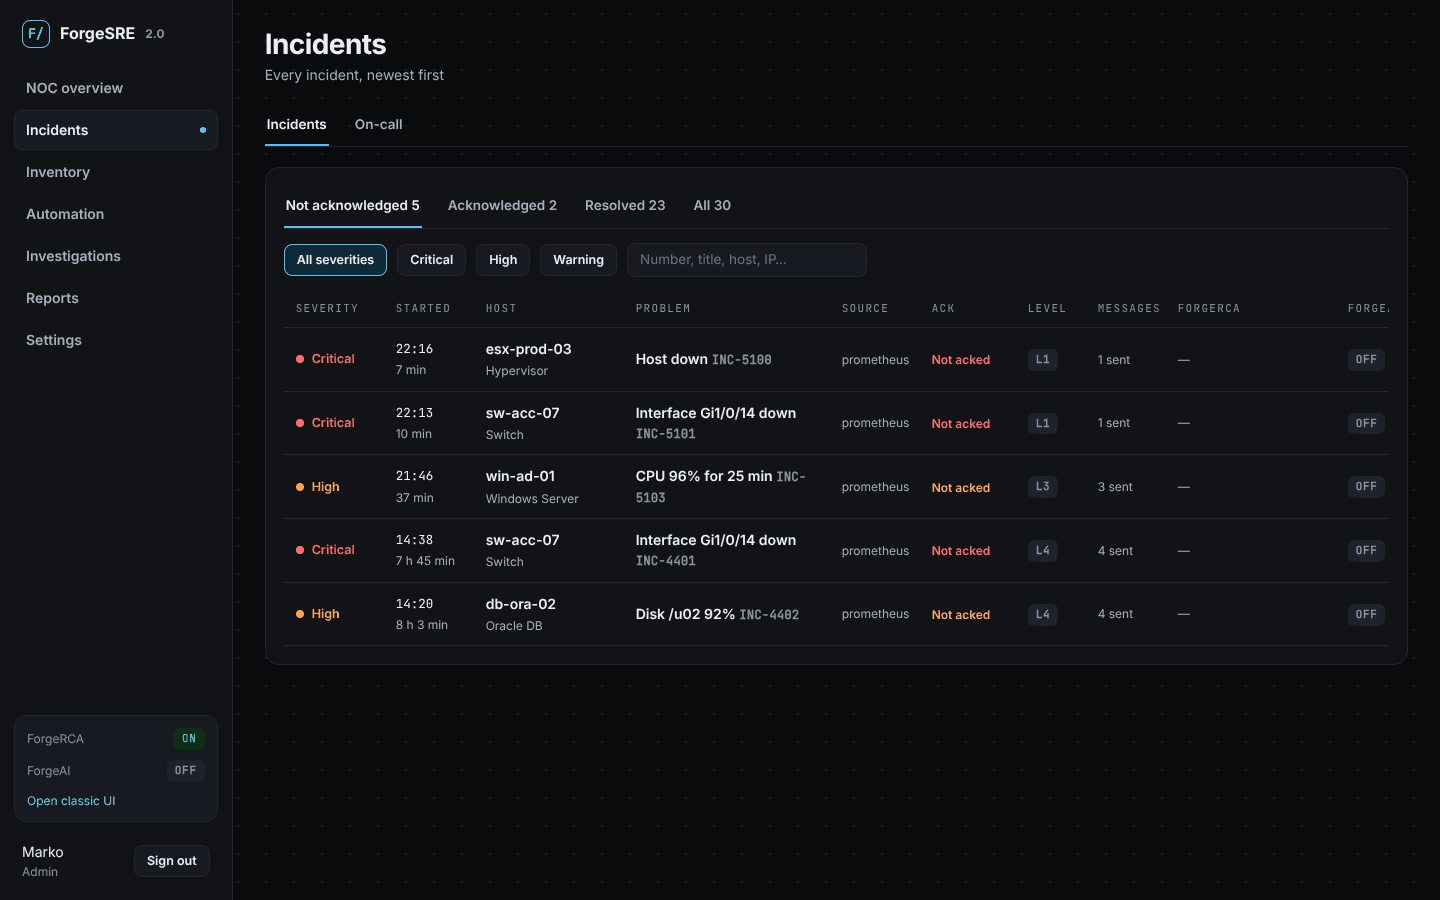 F/ ForgeSRE 2.0
NOC overview
Incidents
Inventory
Automation
Investigations
Reports
Settings
ForgeRCA ON
ForgeAI OFF
Open classic UI
Marko
Admin
Sign out
Incidents
Every incident, newest first
Incidents On-call
Not acknowledged 5 Acknowledged 2 Resolved 23 All 30
All severities Critical High Warning Number, title, host, IP...
SEVERITY STARTED HOST PROBLEM SOURCE ACK LEVEL MESSAGES FORGERCA
Critical 22:16 esx-prod-03 Host down INC-5100 prometheus Not acked L1 1 sent — OFF
7 min Hypervisor
Critical 22:13 sw-acc-07 Interface Gi1/0/14 down prometheus Not acked L1 1 sent — OFF
10 min Switch INC-5101
High 21:46 win-ad-01 CPU 96% for 25 min INC- prometheus Not acked L3 3 sent — OFF
37 min Windows Server 5103
Critical 14:38 sw-acc-07 Interface Gi1/0/14 down prometheus Not acked L4 4 sent — OFF
7 h 45 min Switch INC-4401
High 14:20 db-ora-02 Disk /u02 92% INC-4402 prometheus Not acked L4 4 sent — OFF
8 h 3 min Oracle DB